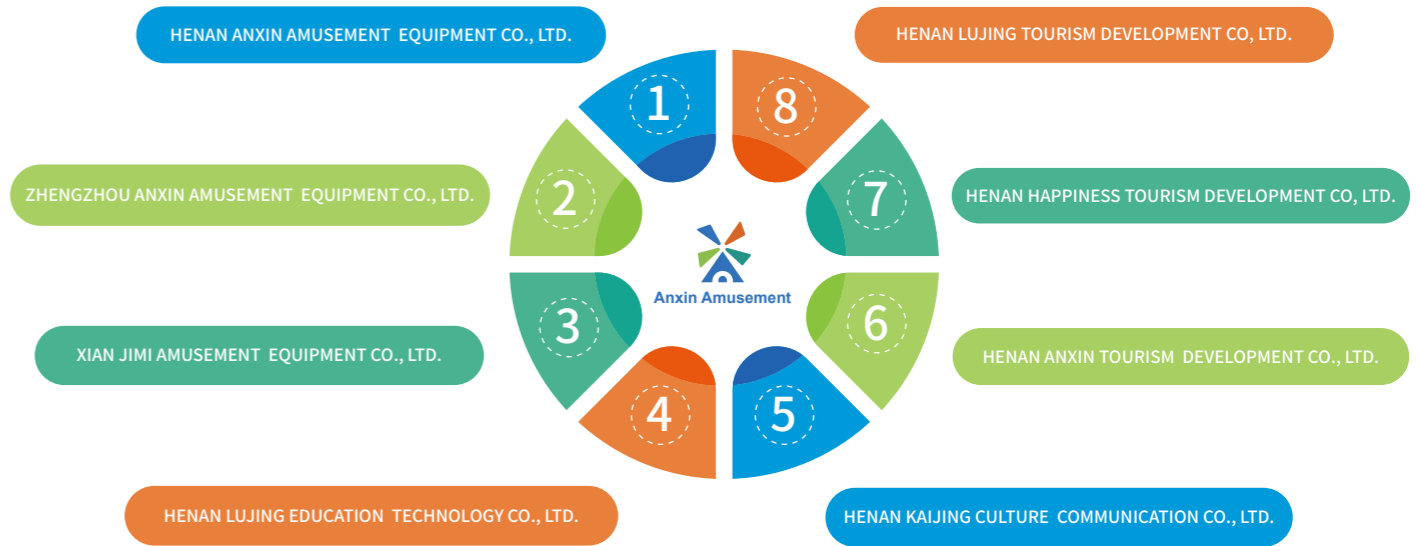 HENAN ANXIN AMUSEMENT EQUIPMENT CO., LTD.
HENAN LUJING TOURISM DEVELOPMENT CO, LTD.
1
8
ZHENGZHOU ANXIN AMUSEMENT EQUIPMENT CO., LTD.
2
7
HENAN HAPPINESS TOURISM DEVELOPMENT CO, LTD.
Anxin Amusement
XIAN JIMI AMUSEMENT EQUIPMENT CO., LTD.
3
6
HENAN ANXIN TOURISM DEVELOPMENT CO., LTD.
4
5
HENAN LUJING EDUCATION TECHNOLOGY CO., LTD.
HENAN KAIJING CULTURE COMMUNICATION CO., LTD.